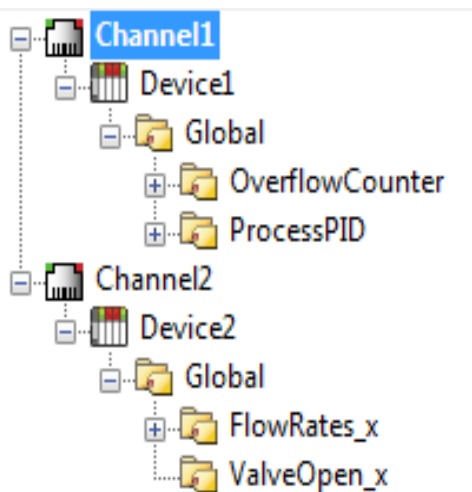 Channel1
Device1
Global
OverflowCounter
ProcessPID
Channel2
Device2
Global
FlowRates_x
ValveOpen_x